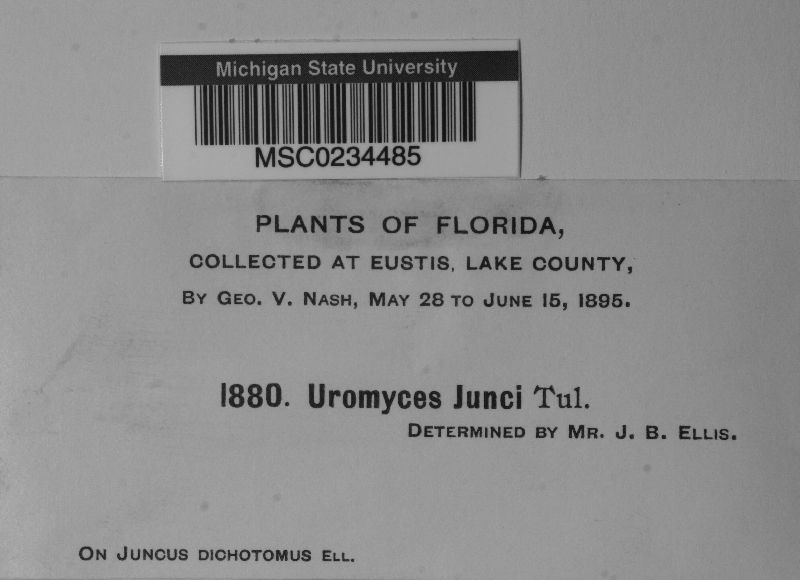 Michigan State University
MSC0234485
PLANTS OF FLORIDA,
COLLECTED AT EUSTIS, LAKE COUNTY,
BY GEO. V. NASH, MAY 28 TO JUNE 15, 1895.
1880. Uromyces Junci Tul.
DETERMINED BY MR. J. B. ELLIS.
ON JUNCUS DICHOTOMUS ELL.